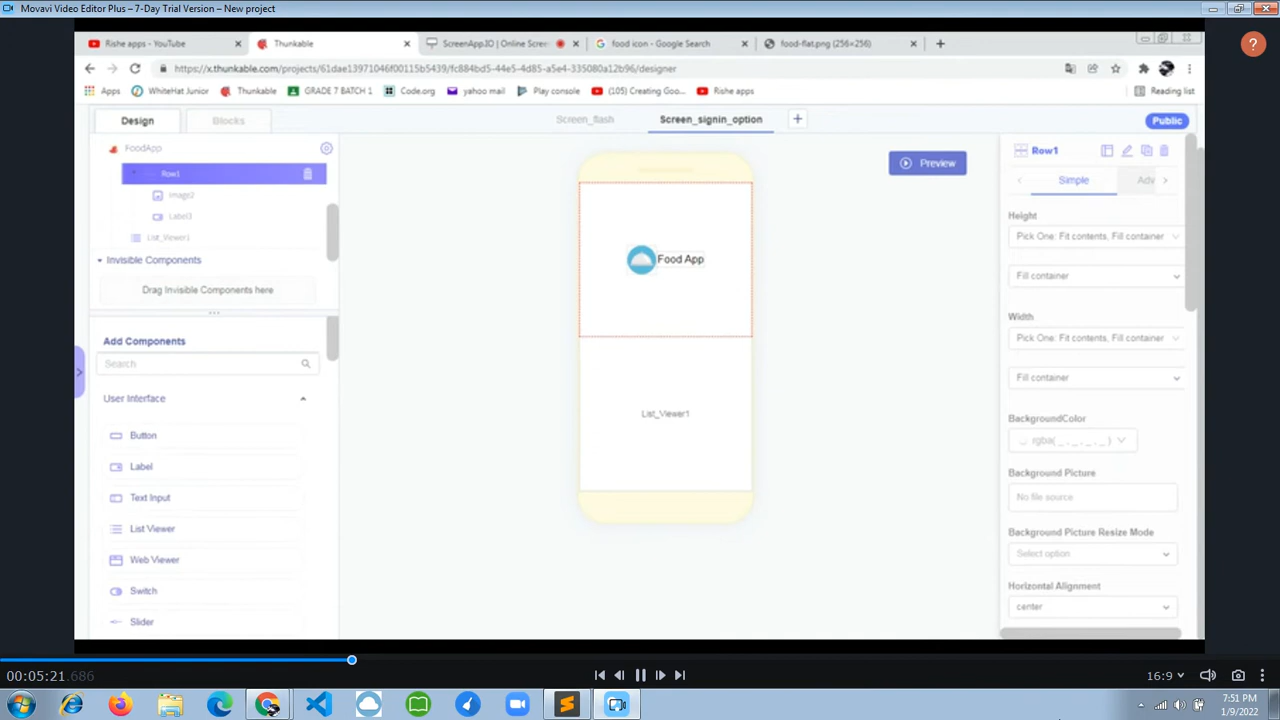 Movavi Video Editor Plus – 7-Day Trial Version – New project
Rishe apps - YouTube
Thunkable
ScreenApp.IO | Online Scree
food icon - Google Search
food-flat.png (256×256)
https://x.thunkable.com/projects/61dae13971046f00115b5439/fc884bd5-44e5-4d85-a5e4-335080a12b96/designer
Apps
WhiteHat Junior
Thunkable
GRADE 7 BATCH 1
Code.org
yahoo mail
Play console
(105) Creating Goo...
Rishe apps
Reading list
Design
Blocks
Screen_flash
Screen_signin_option
Public
FoodApp
Row1
Image2
Label3
List_Viewer1
Invisible Components
Drag Invisible Components here
Add Components
Search
User Interface
Button
Label
Text Input
List Viewer
Web Viewer
Switch
Slider
Preview
Food App
List_Viewer1
Row1
Simple
Adv
Height
Pick One: Fit contents, Fill container
Fill container
Width
Pick One: Fit contents, Fill container
Fill container
BackgroundColor
rgba( _ , _ , _ , _ )
Background Picture
No file source
Background Picture Resize Mode
Select option
Horizontal Alignment
center
00:05:21.686
16:9
7:51 PM
1/9/2022